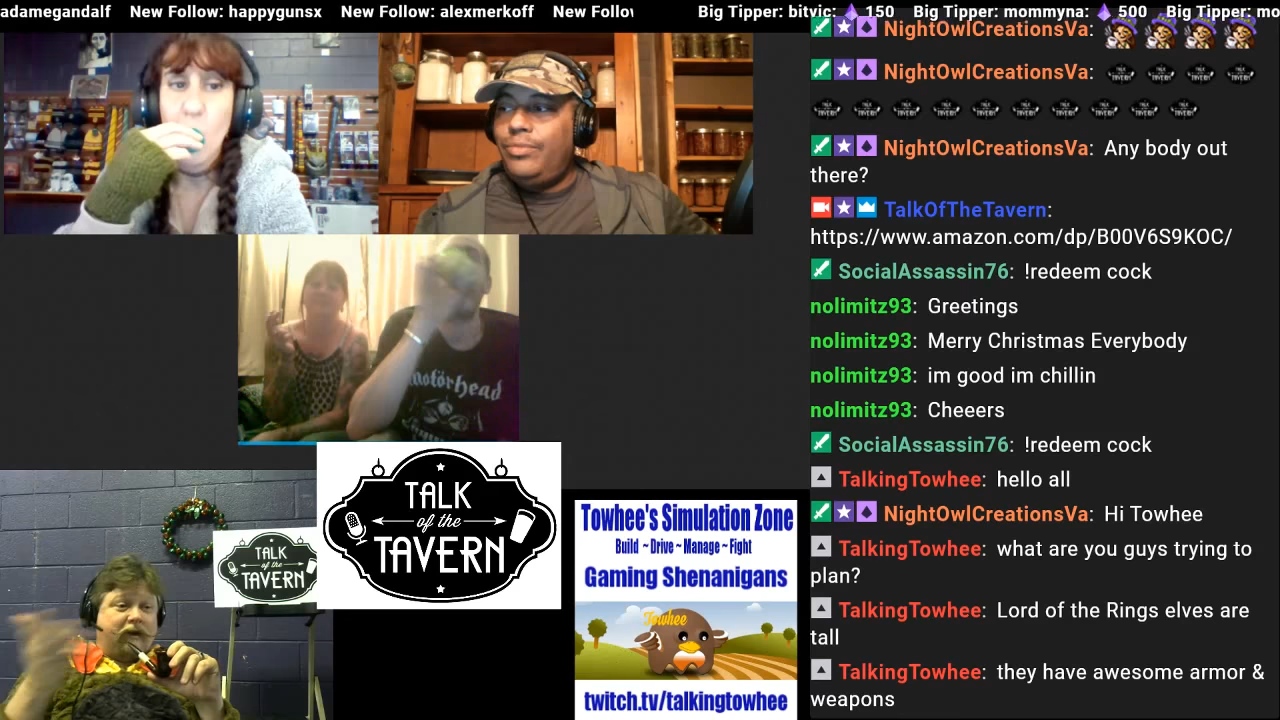 adamegandalf New Follow: happygunsx New Follow: alexmerkoff New Follov Big Tipper: bitvic: 150 Big Tipper: mommyna: 500 Big Tipper: mo
NightOwlCreationsVa:
NightOwlCreationsVa:
NightOwlCreationsVa: Any body out
there?
TalkOfTheTavern:
https://www.amazon.com/dp/B00V6S9KOC/
SocialAssassin76: !redeem cock
nolimitz93: Greetings
nolimitz93: Merry Christmas Everybody
nolimitz93: im good im chillin
nolimitz93: Cheeers
SocialAssassin76: !redeem cock
TalkingTowhee: hello all
NightOwlCreationsVa: Hi Towhee
TalkingTowhee: what are you guys trying to
plan?
TalkingTowhee: Lord of the Rings elves are
tall
TalkingTowhee: they have awesome armor &
weapons
motörhead
TALK
of the
TAVERN
TALK
of the
TAVERN
Towhee's Simulation Zone
Build ~ Drive ~ Manage ~ Fight
Gaming Shenanigans
Towhee
twitch.tv/talkingtowhee